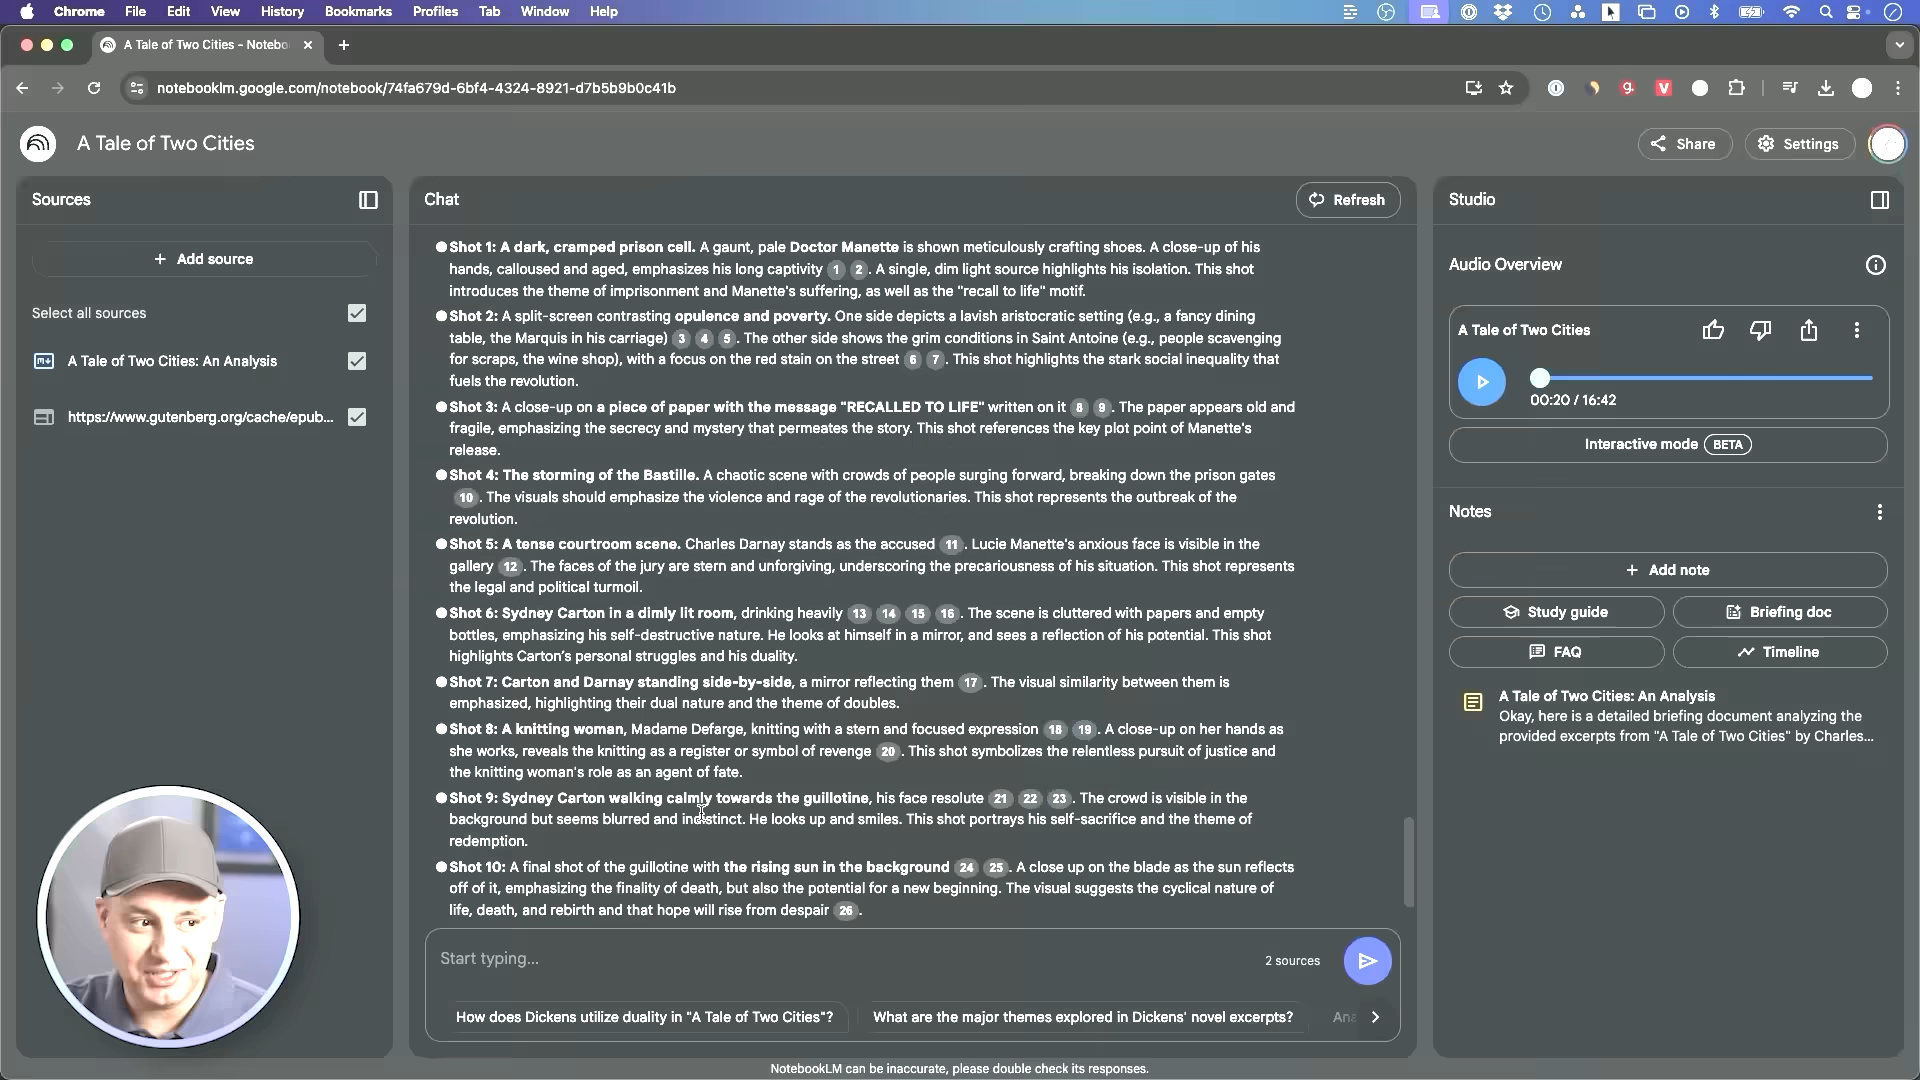 Chrome File Edit View History Bookmarks Profiles Tab Window Help
A Tale of Two Cities - Notebo
notebooklm.google.com/notebook/74fa679d-6bf4-4324-8921-d7b5b9b0c41b
A Tale of Two Cities
Share
Settings
Sources
Add source
Select all sources
A Tale of Two Cities: An Analysis
https://www.gutenberg.org/cache/epub...
Chat
Refresh
Shot 1: A dark, cramped prison cell. A gaunt, pale Doctor Manette is shown meticulously crafting shoes. A close-up of his
hands, calloused and aged, emphasizes his long captivity 1 2 . A single, dim light source highlights his isolation. This shot
introduces the theme of imprisonment and Manette's suffering, as well as the "recall to life" motif.
Shot 2: A split-screen contrasting opulence and poverty. One side depicts a lavish aristocratic setting (e.g., a fancy dining
table, the Marquis in his carriage) 3 4 5 . The other side shows the grim conditions in Saint Antoine (e.g., people scavenging
for scraps, the wine shop), with a focus on the red stain on the street 6 7 . This shot highlights the stark social inequality that
fuels the revolution.
Shot 3: A close-up on a piece of paper with the message "RECALLED TO LIFE" written on it 8 9 . The paper appears old and
fragile, emphasizing the secrecy and mystery that permeates the story. This shot references the key plot point of Manette's
release.
Shot 4: The storming of the Bastille. A chaotic scene with crowds of people surging forward, breaking down the prison gates
10 . The visuals should emphasize the violence and rage of the revolutionaries. This shot represents the outbreak of the
revolution.
Shot 5: A tense courtroom scene. Charles Darnay stands as the accused 11 . Lucie Manette's anxious face is visible in the
gallery 12 . The faces of the jury are stern and unforgiving, underscoring the precariousness of his situation. This shot represents
the legal and political turmoil.
Shot 6: Sydney Carton in a dimly lit room, drinking heavily 13 14 15 16 . The scene is cluttered with papers and empty
bottles, emphasizing his self-destructive nature. He looks at himself in a mirror, and sees a reflection of his potential. This shot
highlights Carton's personal struggles and his duality.
Shot 7: Carton and Darnay standing side-by-side, a mirror reflecting them 17 . The visual similarity between them is
emphasized, highlighting their dual nature and the theme of doubles.
Shot 8: A knitting woman, Madame Defarge, knitting with a stern and focused expression 18 19 . A close-up on her hands as
she works, reveals the knitting as a register or symbol of revenge 20 . This shot symbolizes the relentless pursuit of justice and
the knitting woman's role as an agent of fate.
Shot 9: Sydney Carton walking calmly towards the guillotine, his face resolute 21 22 23 . The crowd is visible in the
background but seems blurred and indistinct. He looks up and smiles. This shot portrays his self-sacrifice and the theme of
redemption.
Shot 10: A final shot of the guillotine with the rising sun in the background 24 25 . A close up on the blade as the sun reflects
off of it, emphasizing the finality of death, but also the potential for a new beginning. The visual suggests the cyclical nature of
life, death, and rebirth and that hope will rise from despair 26 .
Start typing...
2 sources
How does Dickens utilize duality in "A Tale of Two Cities"?
What are the major themes explored in Dickens' novel excerpts?
Ana
Studio
Audio Overview
A Tale of Two Cities
00:20 / 16:42
Interactive mode BETA
Notes
Add note
Study guide
Briefing doc
FAQ
Timeline
A Tale of Two Cities: An Analysis
Okay, here is a detailed briefing document analyzing the
provided excerpts from "A Tale of Two Cities" by Charles...
NotebookLM can be inaccurate, please double check its responses.